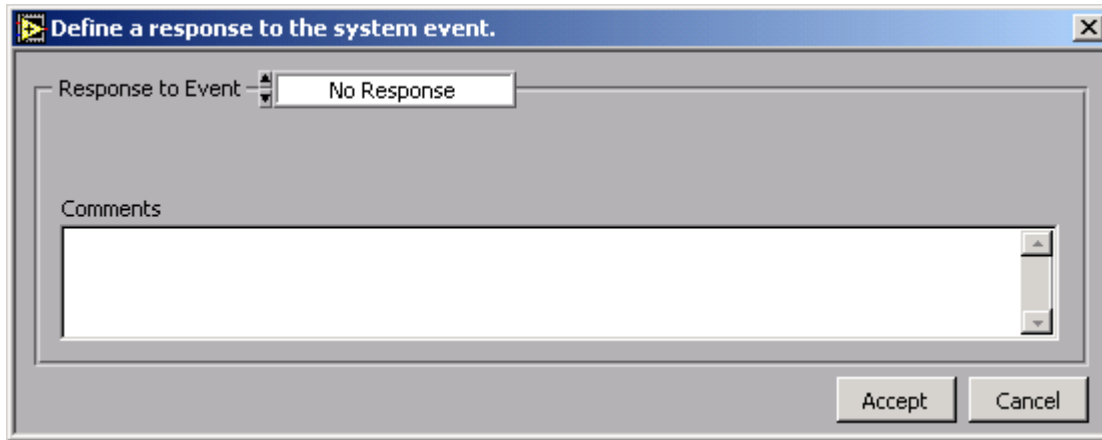 Define a response to the system event.
Response to Event
No Response
Comments
Accept
Cancel